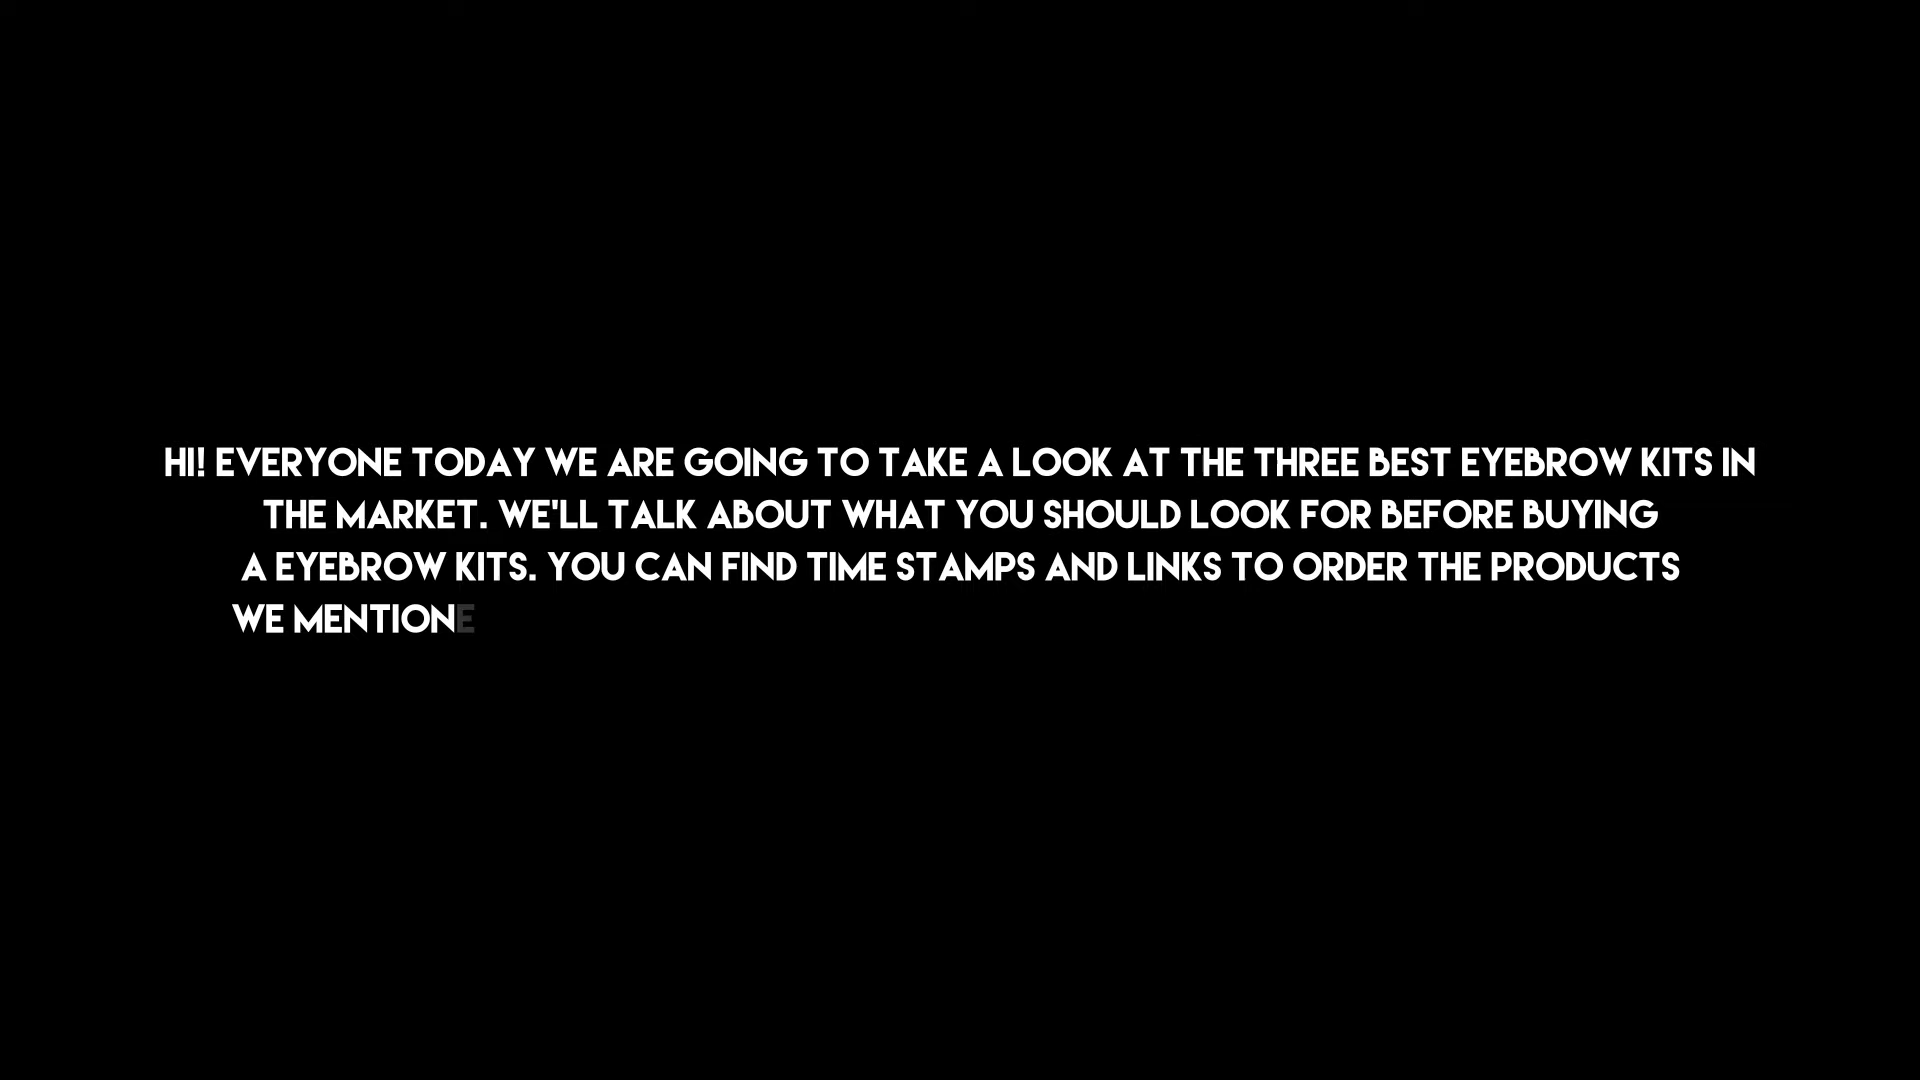 HI! EVERYONE TODAY WE ARE GOING TO TAKE A LOOK AT THE THREE BEST EYEBROW KITS IN
THE MARKET. WE'LL TALK ABOUT WHAT YOU SHOULD LOOK FOR BEFORE BUYING
A EYEBROW KITS. YOU CAN FIND TIME STAMPS AND LINKS TO ORDER THE PRODUCTS
WE MENTIONE